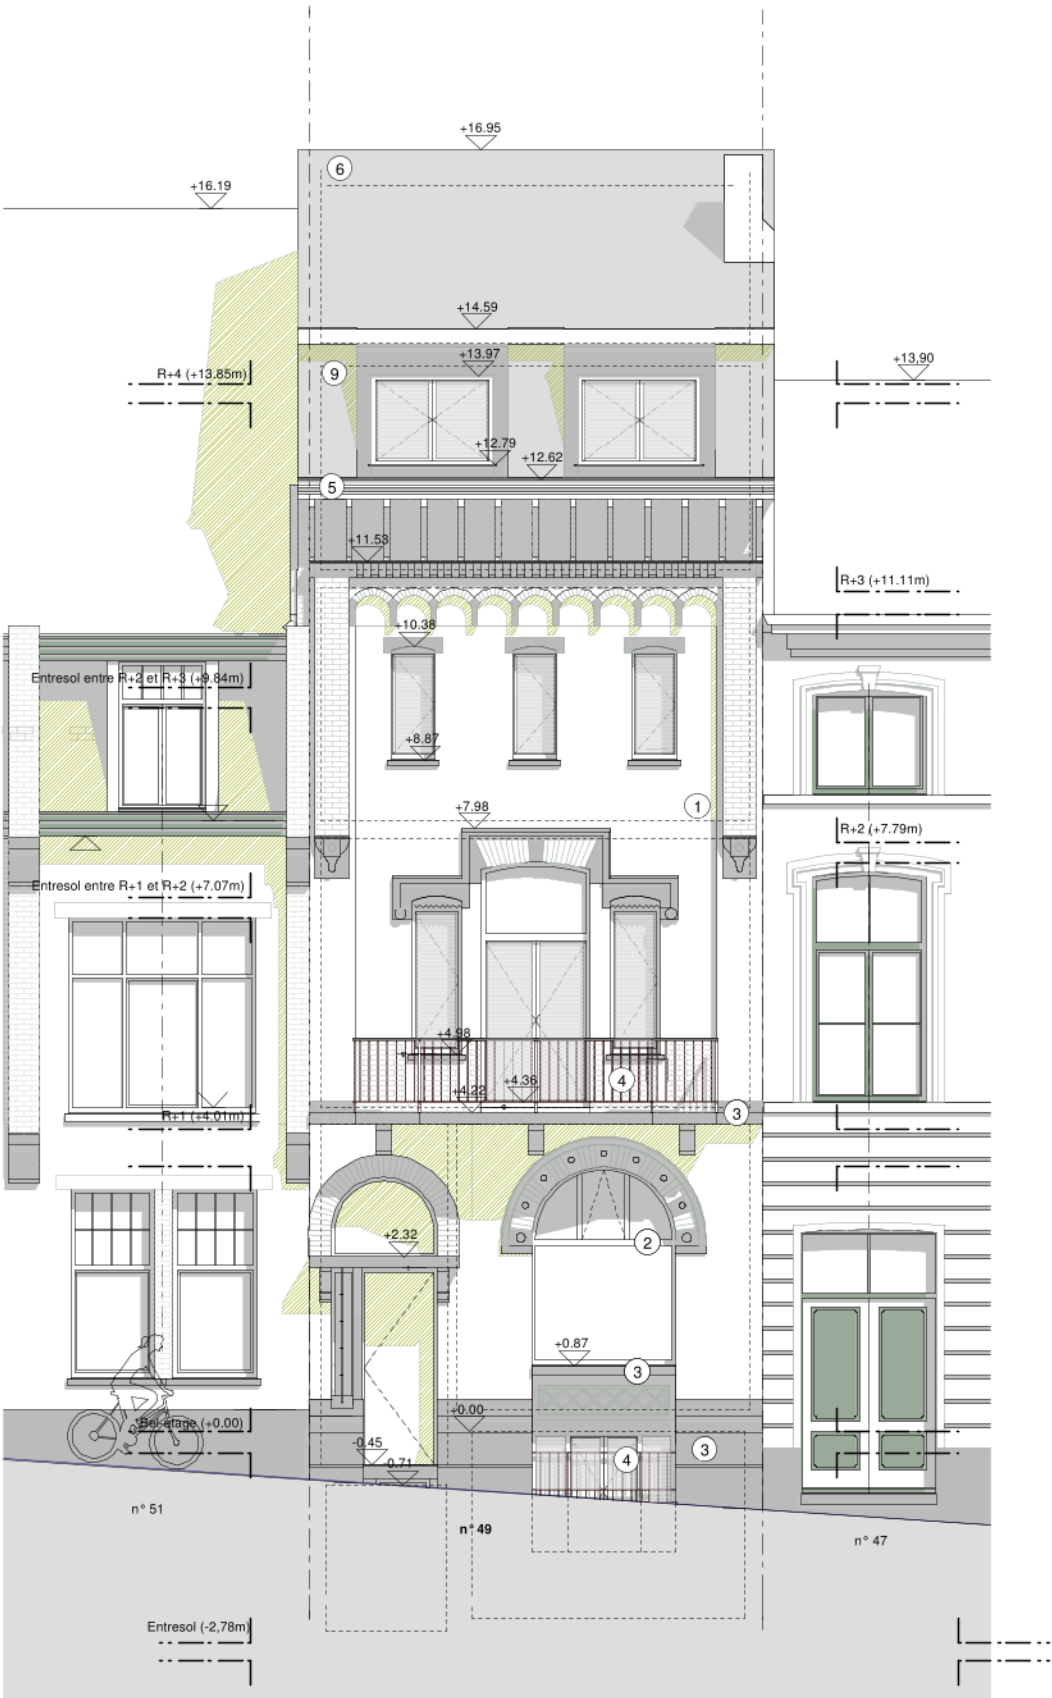 +16.95
6
+16.19
+14.59
+13.97
9
R+4 (+13.85m)
+13,90
+12.79
+12.62
5
+11.53
R+3 (+11.11m)
+10.38
Entresol entre R+2 et R+3 (+9.84m)
+8.87
1
+7.98
R+2 (+7.79m)
Entresol entre R+1 et R+2 (+7.07m)
+4.98
4
+4.36
+4.22
3
R+1 (+4.01m)
+2.32
2
+0.87
3
+0.00
Bel-étage (+0.00)
-0.45
3
4
-0.71
n° 51
n° 49
n° 47
Entresol (-2,78m)